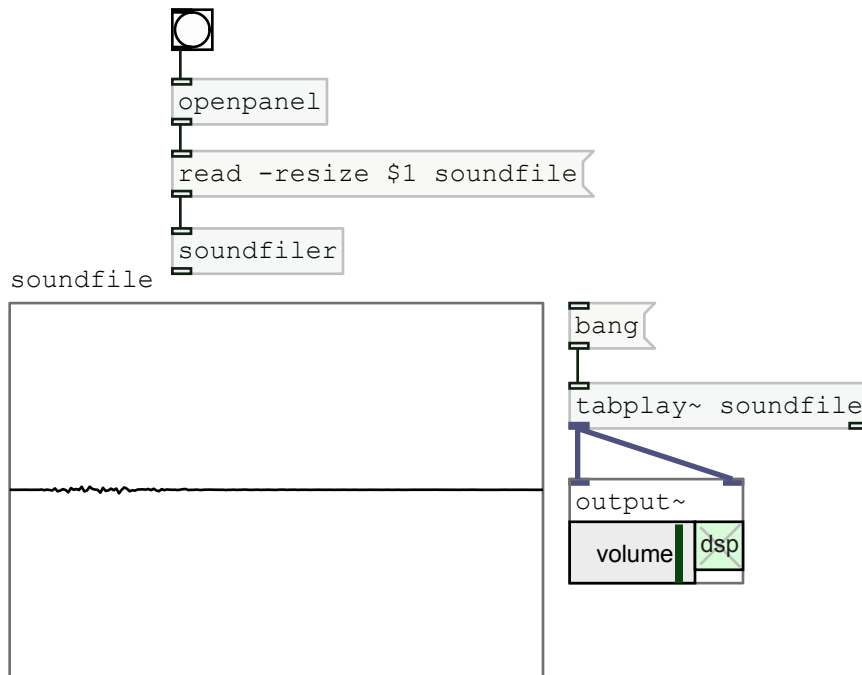 openpanel
read -resize $1 soundfile
soundfiler
soundfile
bang
tabplay~ soundfile
output~
volume
dsp